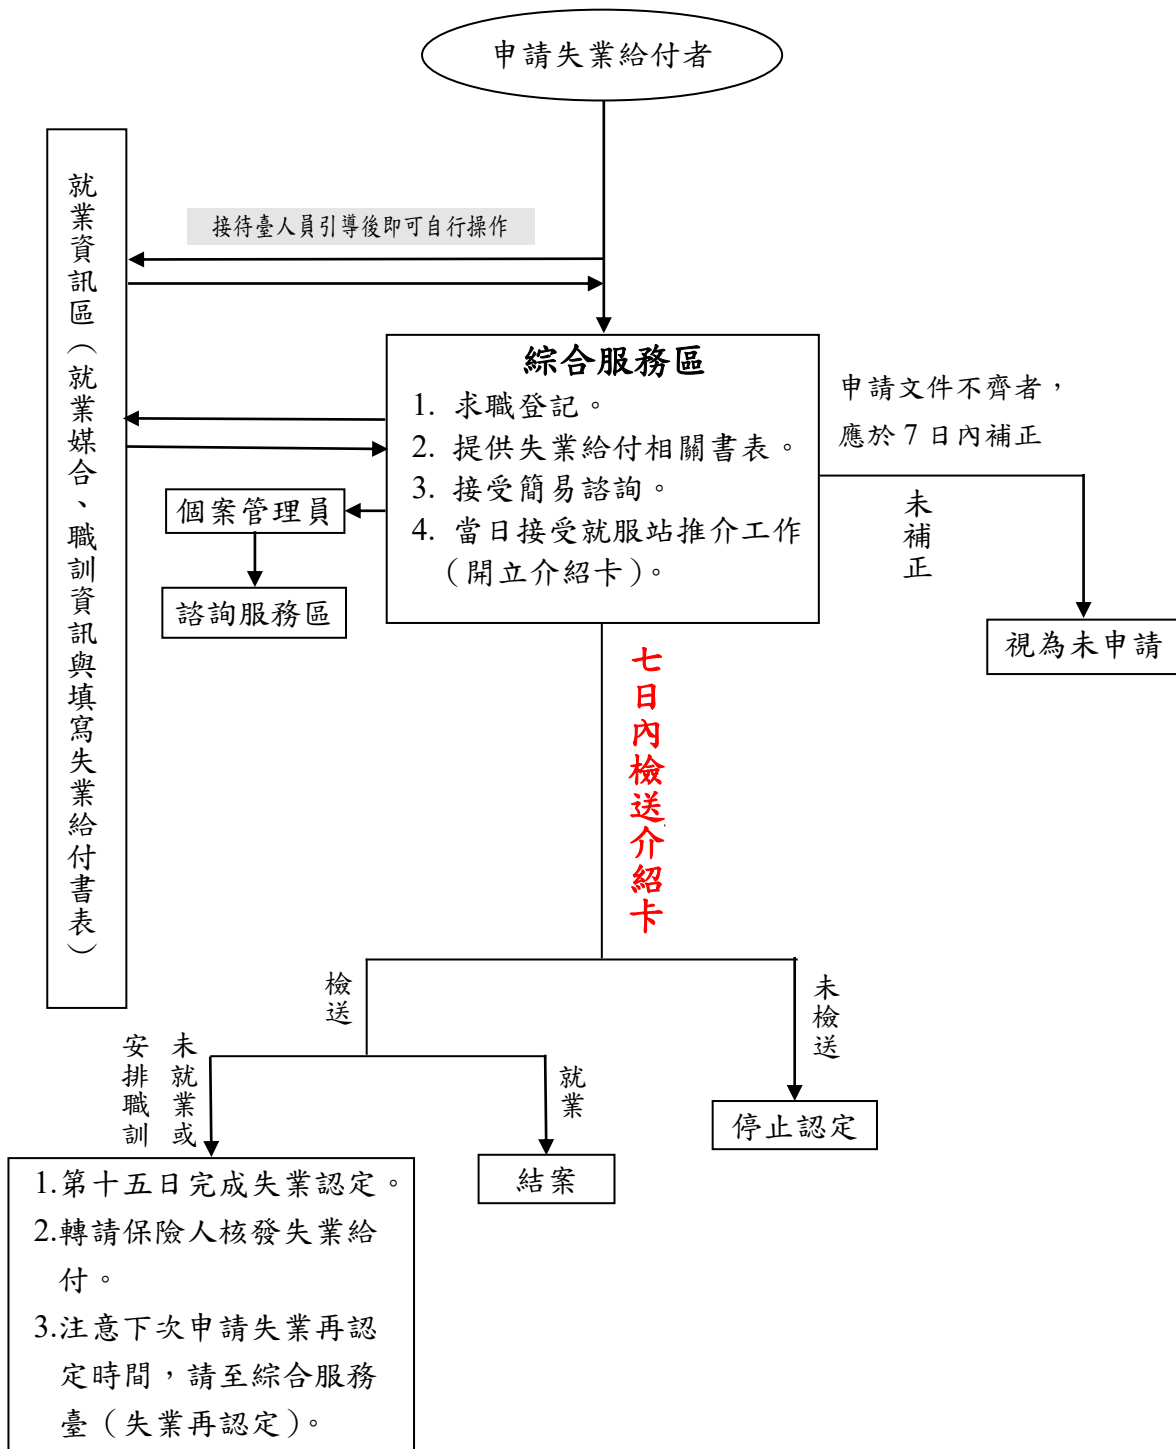 申請失業給付者
就業資訊區（就業媒合、職訓資訊與填寫失業給付書表）
接待臺人員引導後即可自行操作
綜合服務區
1. 求職登記。
2. 提供失業給付相關書表。
3. 接受簡易諮詢。
4. 當日接受就服站推介工作
（開立介紹卡）。
申請文件不齊者，
應於 7 日內補正
未補正
視為未申請
個案管理員
諮詢服務區
七日內檢送介紹卡
檢送
未檢送
未就業或
安排職訓
就業
停止認定
結案
1.第十五日完成失業認定。
2.轉請保險人核發失業給
付。
3.注意下次申請失業再認
定時間，請至綜合服務
臺（失業再認定）。